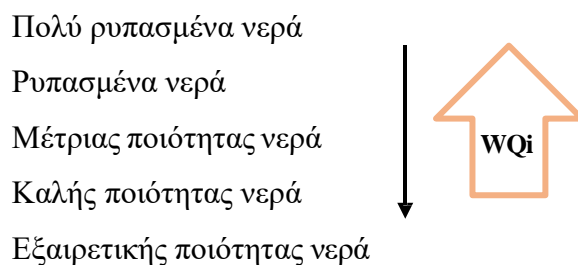 Πολύ ρυπασμένα νερά
Ρυπασμένα νερά
Μέτριας ποιότητας νερά
WQi
Καλής ποιότητας νερά
Εξαιρετικής ποιότητας νερά